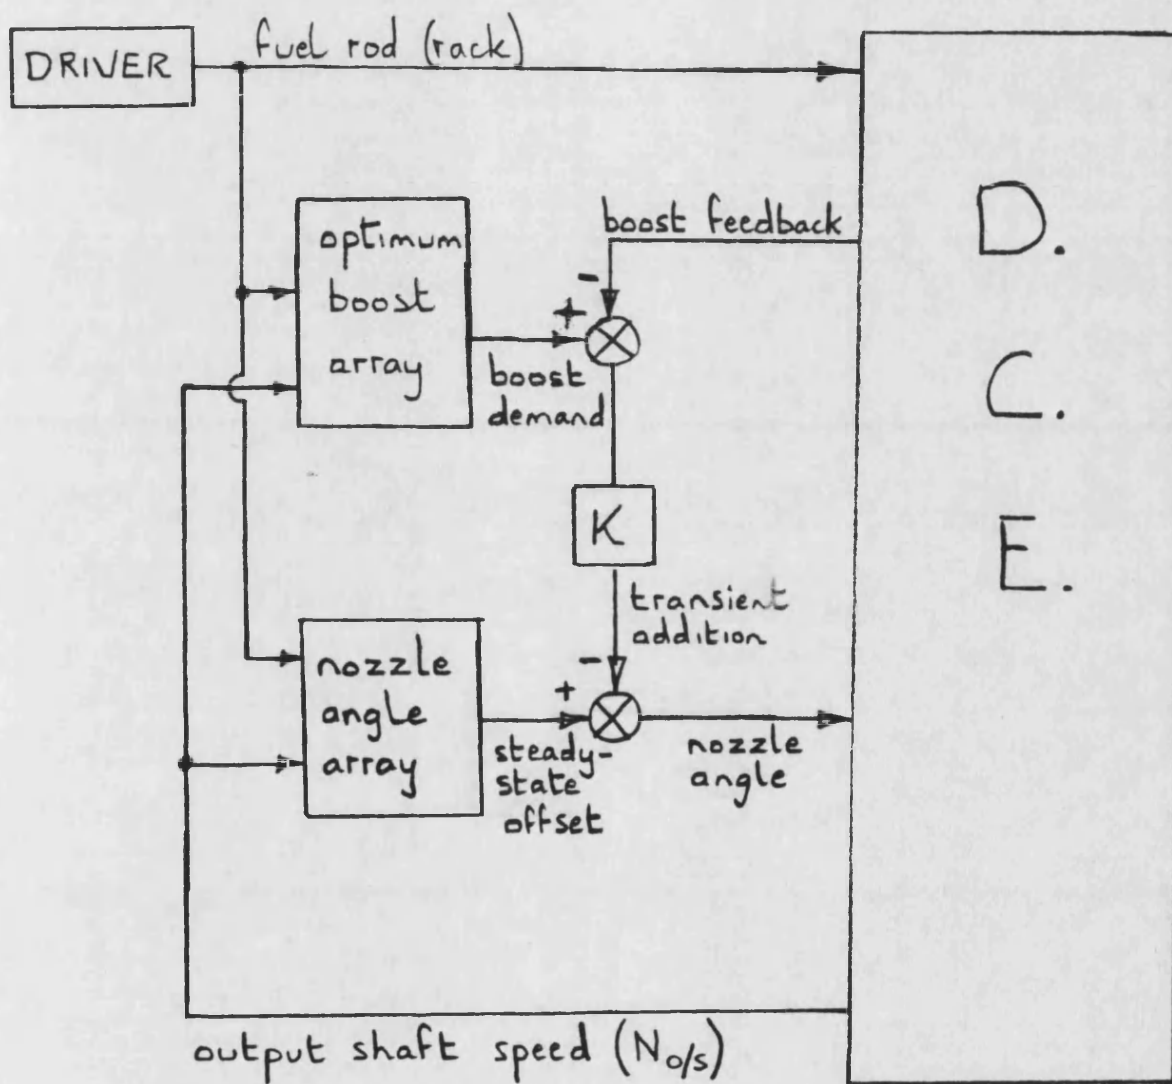 fuel rod (rack)
DRIVER
D.
C.
E.
boost feedback
optimum
boost
array
-
+
boost
demand
K
transient
addition
-
+
nozzle
angle
array
steady-
state
offset
nozzle
angle
output shaft speed (No/s)